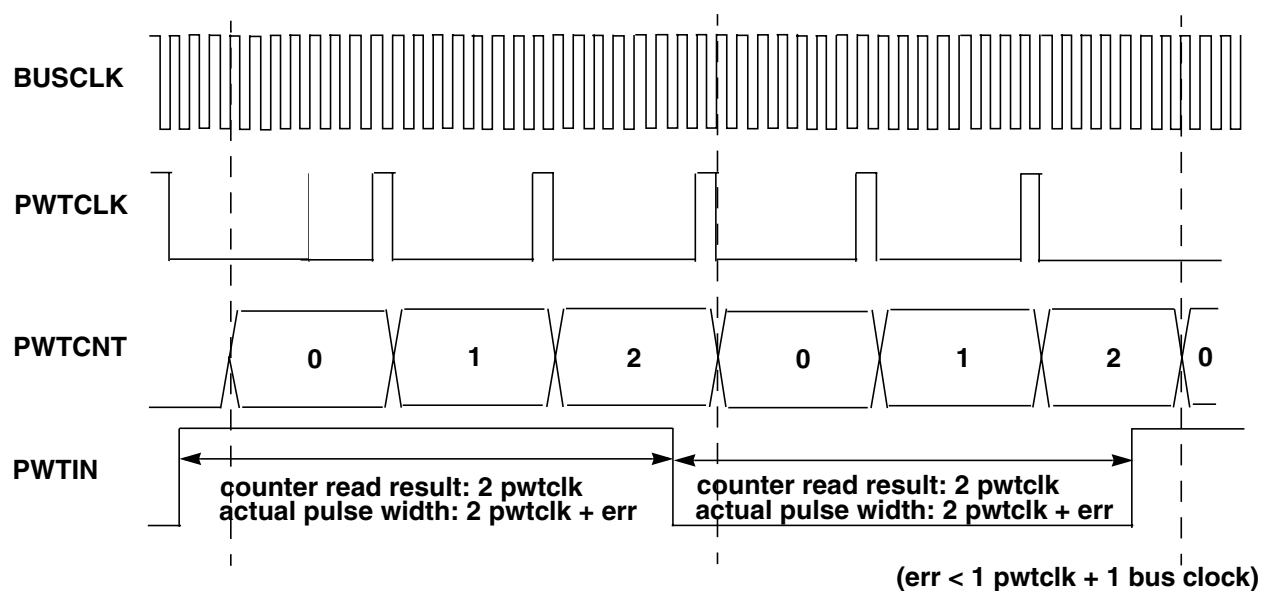 BUSCLK
PWTCLK
PWTCNT
0 1 2 0 1 2 0
PWTIN
counter read result: 2 pwtclk
actual pulse width: 2 pwtclk + err
counter read result: 2 pwtclk
actual pulse width: 2 pwtclk + err
(err < 1 pwtclk + 1 bus clock)